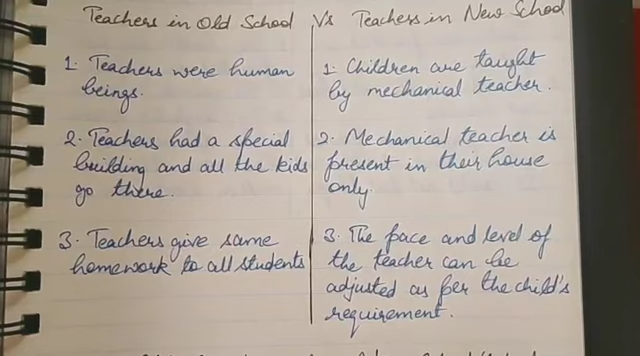 Teachers in Old School Vs Teachers in New School
1. Teachers were human
beings.
2. Teachers had a special
building and all the kids
go there.
3. Teachers give same
homework to all students
1. Children are taught
by mechanical teacher.
2. Mechanical teacher is
present in their house
only.
3. The pace and level of
the teacher can be
adjusted as per the child's
requirement.